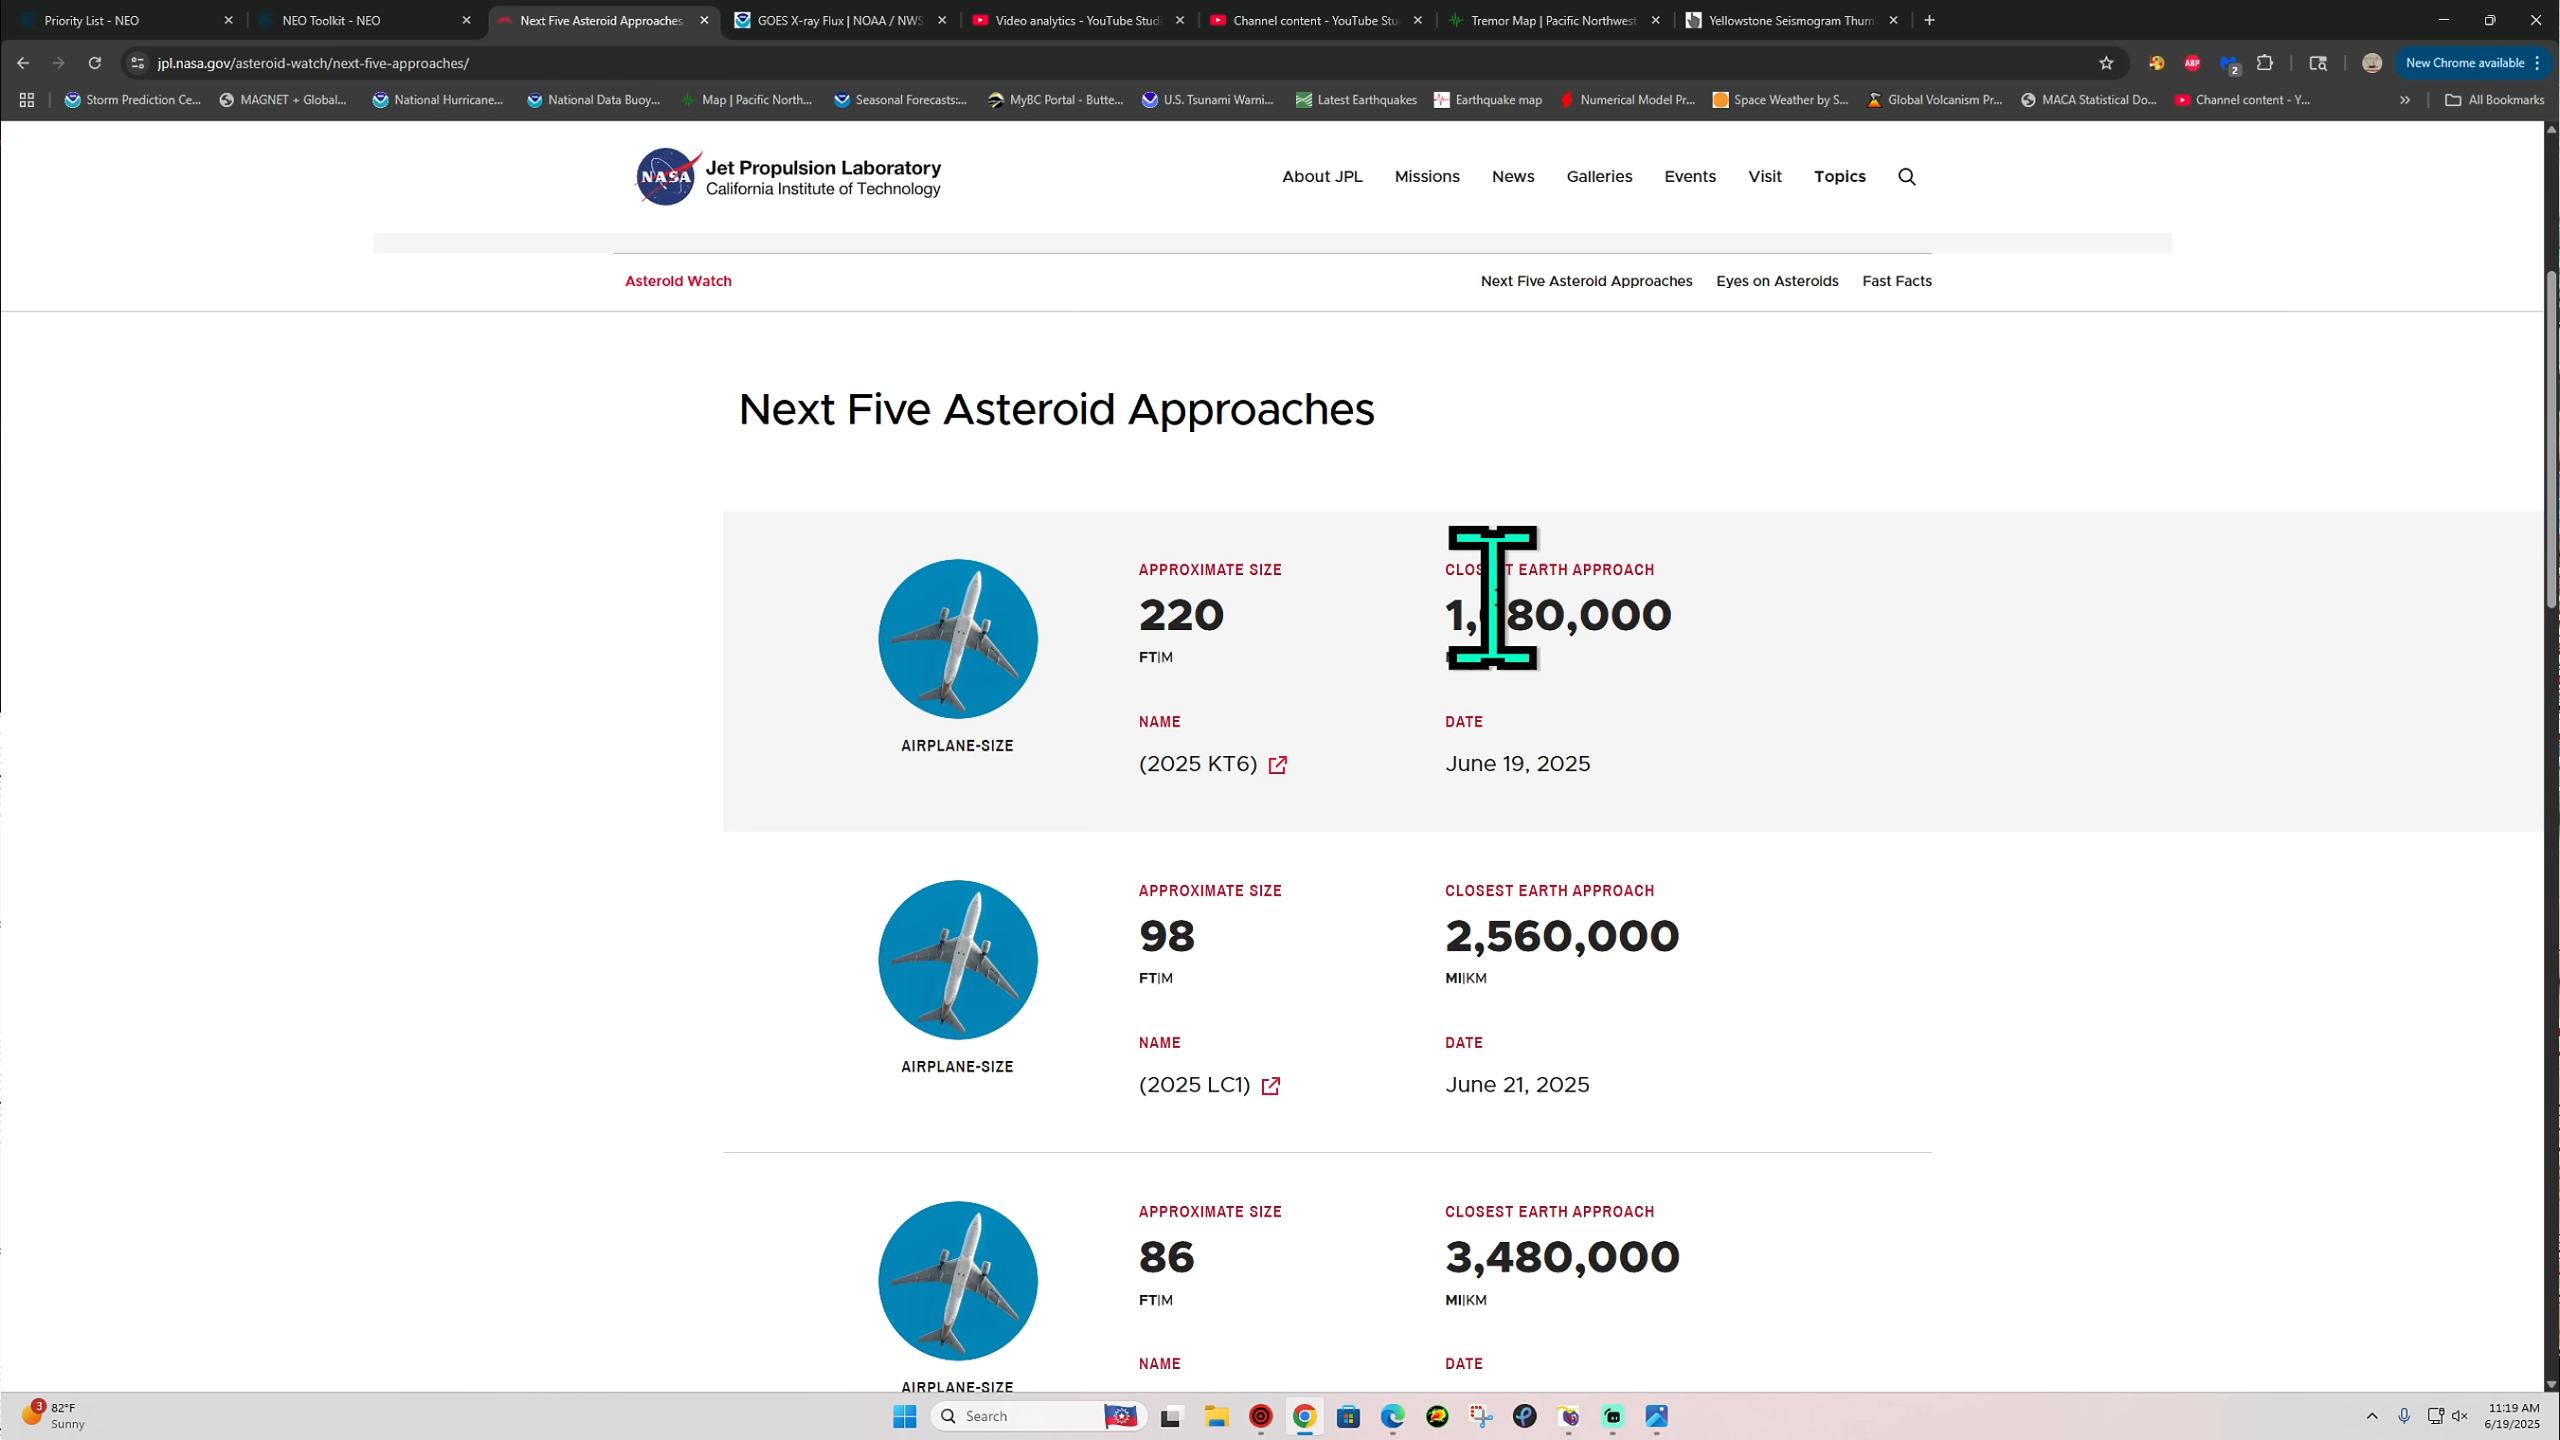 Priority List - NEO
NEO Toolkit - NEO
Next Five Asteroid Approaches
GOES X-ray Flux | NOAA / NWS
Video analytics - YouTube Studi
Channel content - YouTube Stu
Tremor Map | Pacific Northwest
Yellowstone Seismogram Thum
jpl.nasa.gov/asteroid-watch/next-five-approaches/
ABP
2
New Chrome available
Storm Prediction Ce...
MAGNET + Global...
National Hurricane...
National Data Buoy...
Map | Pacific North...
Seasonal Forecasts:...
MyBC Portal - Butte...
U.S. Tsunami Warni...
Latest Earthquakes
Earthquake map
Numerical Model Pr...
Space Weather by S...
Global Volcanism Pr...
MACA Statistical Do...
Channel content - Y...
All Bookmarks
NASA
Jet Propulsion Laboratory
California Institute of Technology
About JPL
Missions
News
Galleries
Events
Visit
Topics
Asteroid Watch
Next Five Asteroid Approaches
Eyes on Asteroids
Fast Facts
Next Five Asteroid Approaches
AIRPLANE-SIZE
APPROXIMATE SIZE
220
FT|M
NAME
(2025 KT6)
EARTH APPROACH
DATE
June 19, 2025
AIRPLANE-SIZE
APPROXIMATE SIZE
98
FT|M
NAME
(2025 LC1)
CLOSEST EARTH APPROACH
2,560,000
MI|KM
DATE
June 21, 2025
AIRPLANE-SIZE
APPROXIMATE SIZE
86
FT|M
NAME
CLOSEST EARTH APPROACH
3,480,000
MI|KM
DATE
3
82°F
Sunny
Search
11:19 AM
6/19/2025